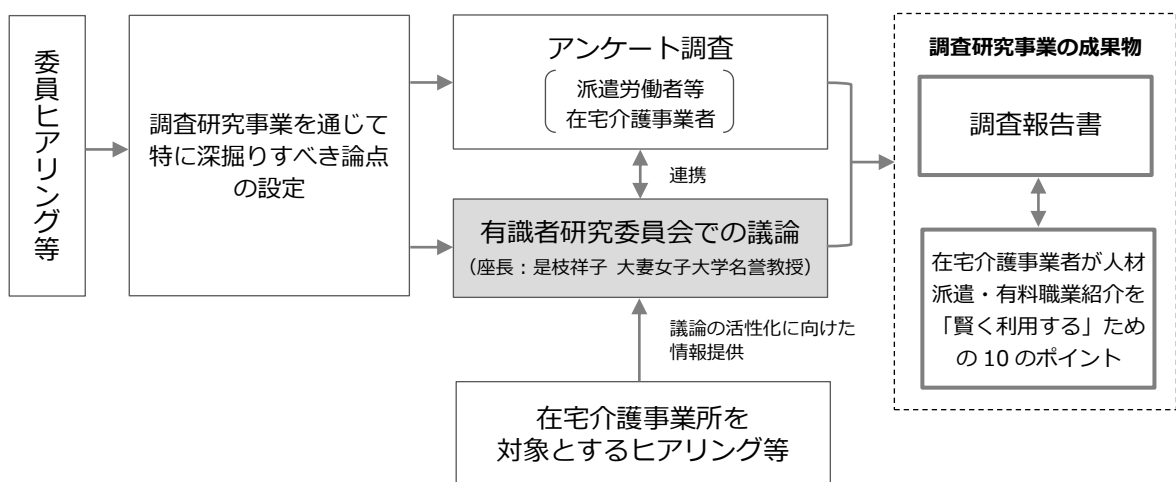 委員ヒアリング等
調査研究事業を通じて
特に深掘りすべき論点
の設定
アンケート調査
派遣労働者等
在宅介護事業者
連携
有識者研究委員会での議論
（座長：是枝祥子 大妻女子大学名誉教授）
議論の活性化に向けた
情報提供
在宅介護事業所を
対象とするヒアリング等
調査研究事業の成果物
調査報告書
在宅介護事業者が人材
派遣・有料職業紹介を
「賢く利用する」ため
の 10 のポイント